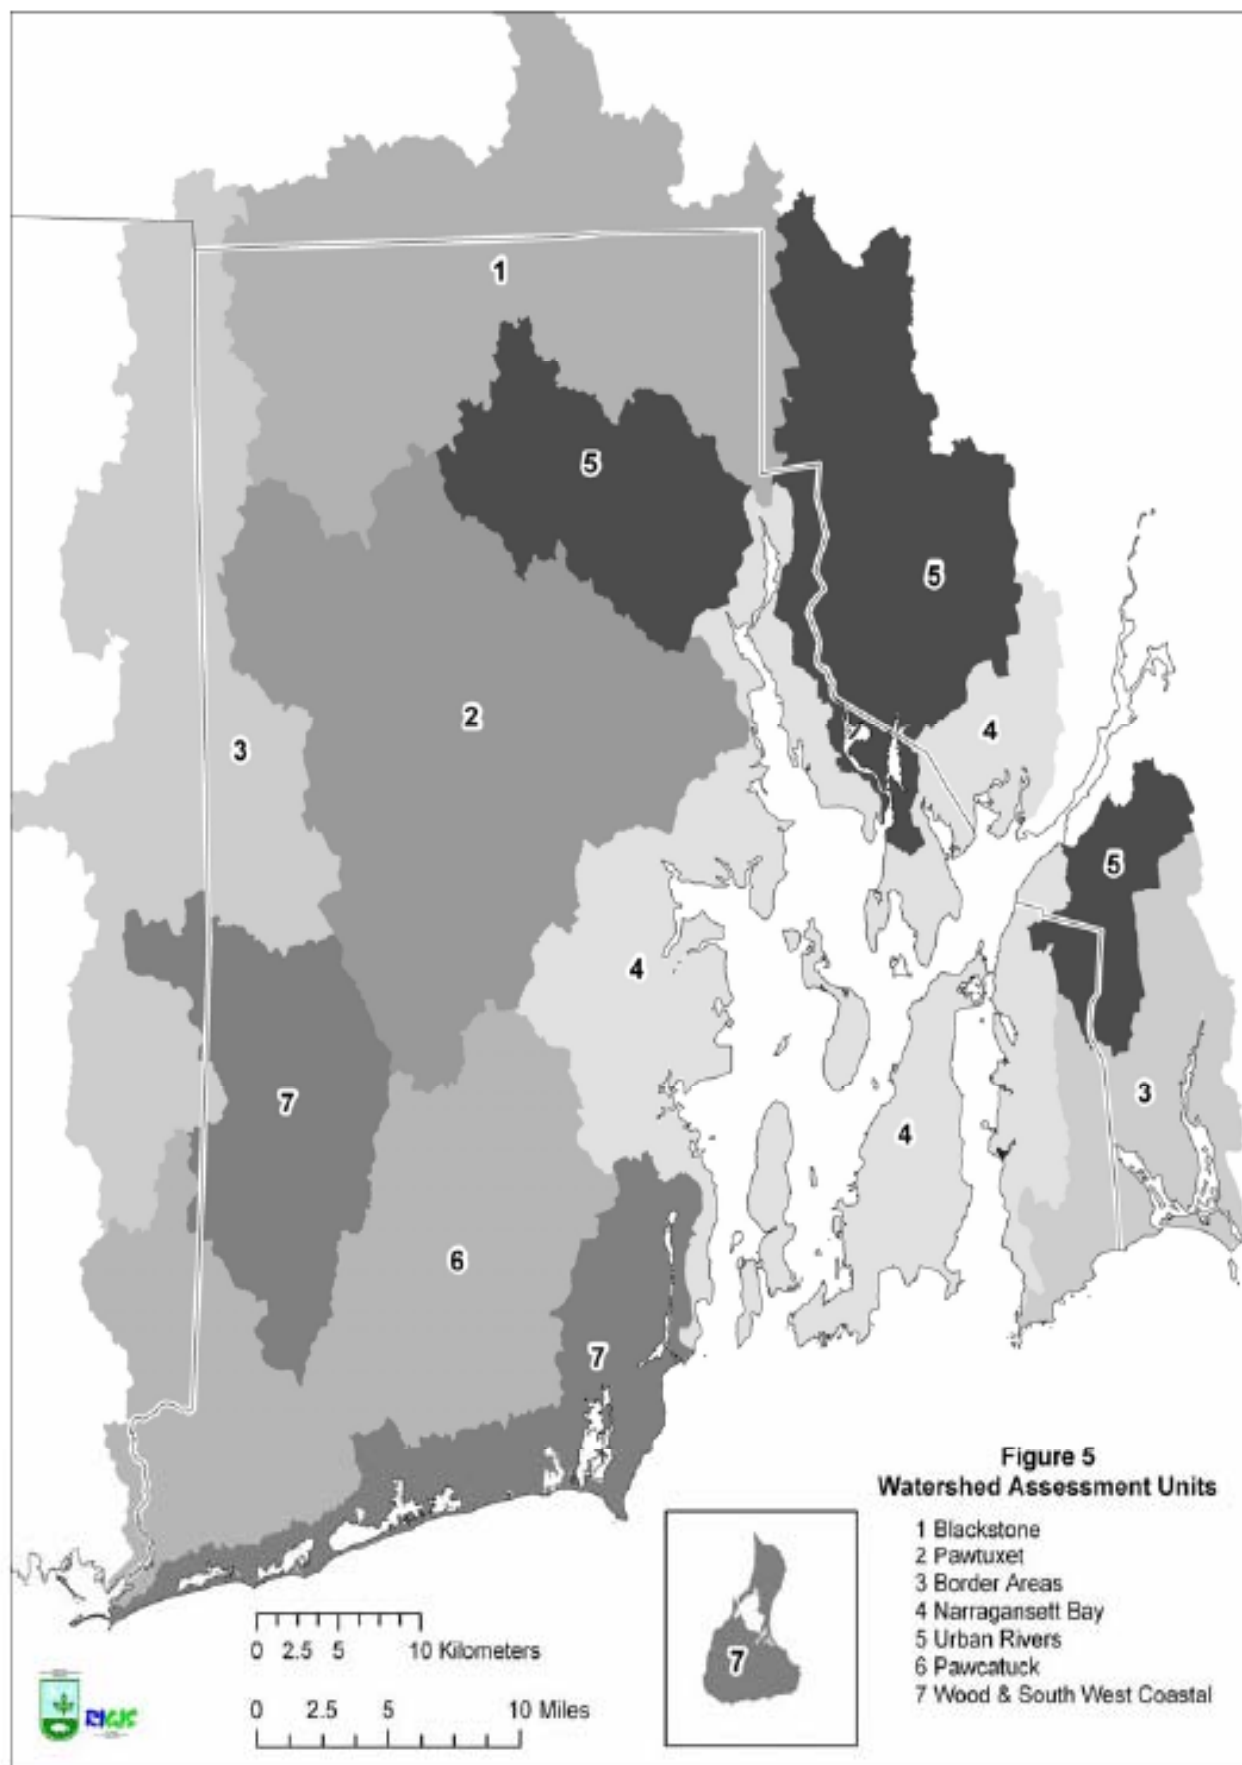 1
5
5
2
3
4
5
4
7
3
4
6
7
Figure 5
Watershed Assessment Units
1 Blackstone
2 Pawtuxet
3 Border Areas
4 Narragansett Bay
5 Urban Rivers
6 Pawcatuck
7 Wood & South West Coastal
7
0 2.5 5 10 Kilometers
0 2.5 5 10 Miles
RIGIS